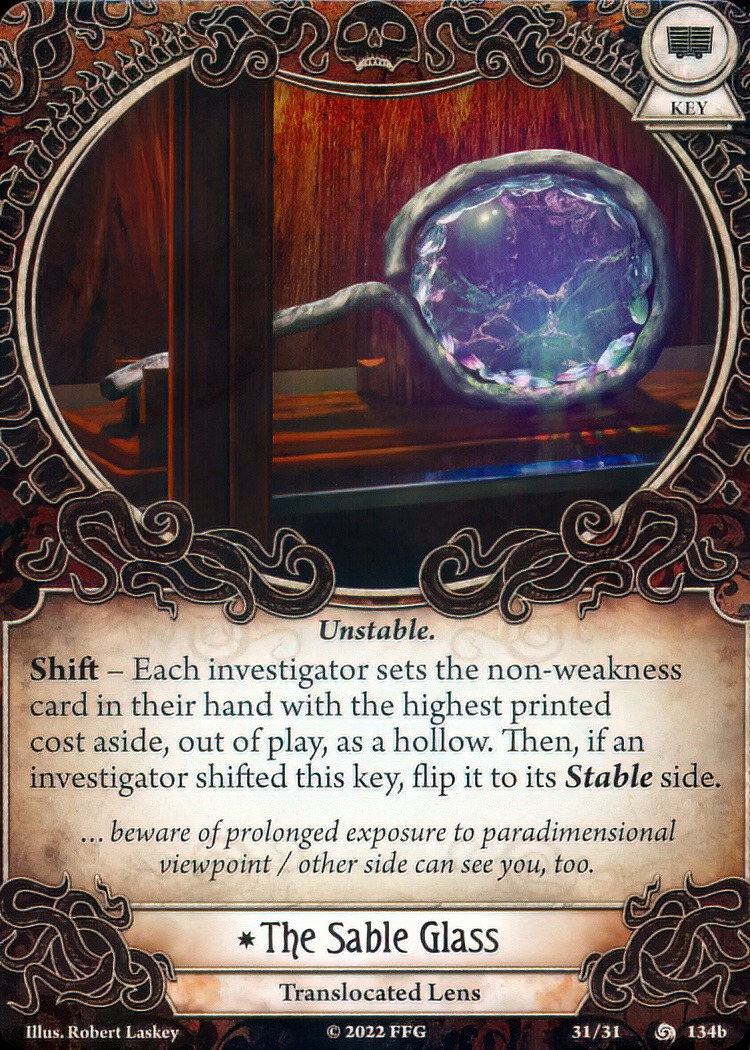 KEY
Unstable.
Shift – Each investigator sets the non-weakness
card in their hand with the highest printed
cost aside, out of play, as a hollow. Then, if an
investigator shifted this key, flip it to its Stable side.
... beware of prolonged exposure to paradimensional
viewpoint / other side can see you, too.
The Sable Glass
Translocated Lens
Illus. Robert Laskey © 2022 FFG 31/31 134b